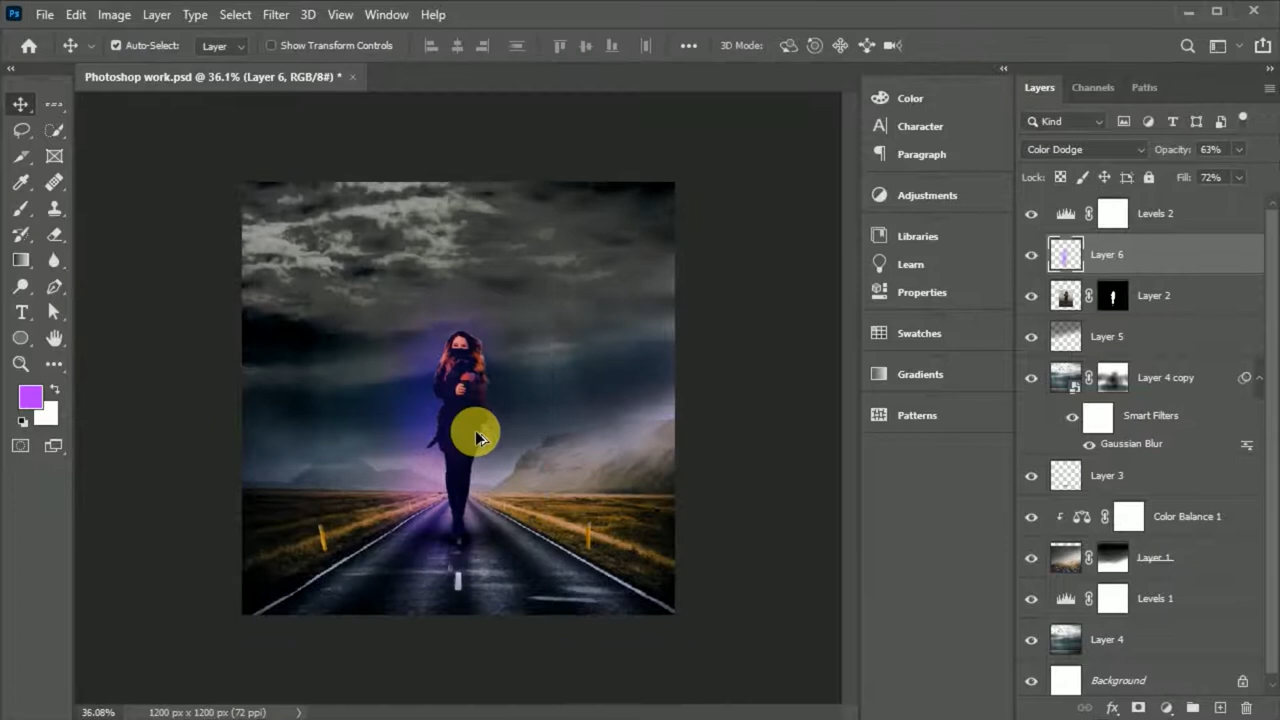 Ps File Edit Image Layer Type Select Filter 3D View Window Help
Auto-Select: Layer Show Transform Controls 3D Mode:
Photoshop work.psd @ 36.1% (Layer 6, RGB/8#) *
Color
Character
Paragraph
Adjustments
Libraries
Learn
Properties
Swatches
Gradients
Patterns
Layers Channels Paths
Kind
Color Dodge Opacity: 63%
Lock: Fill: 72%
Levels 2
Layer 6
Layer 2
Layer 5
Layer 4 copy
Smart Filters
Gaussian Blur
Layer 3
Color Balance 1
Layer 1
Levels 1
Layer 4
Background
36.08% 1200 px x 1200 px (72 ppi)